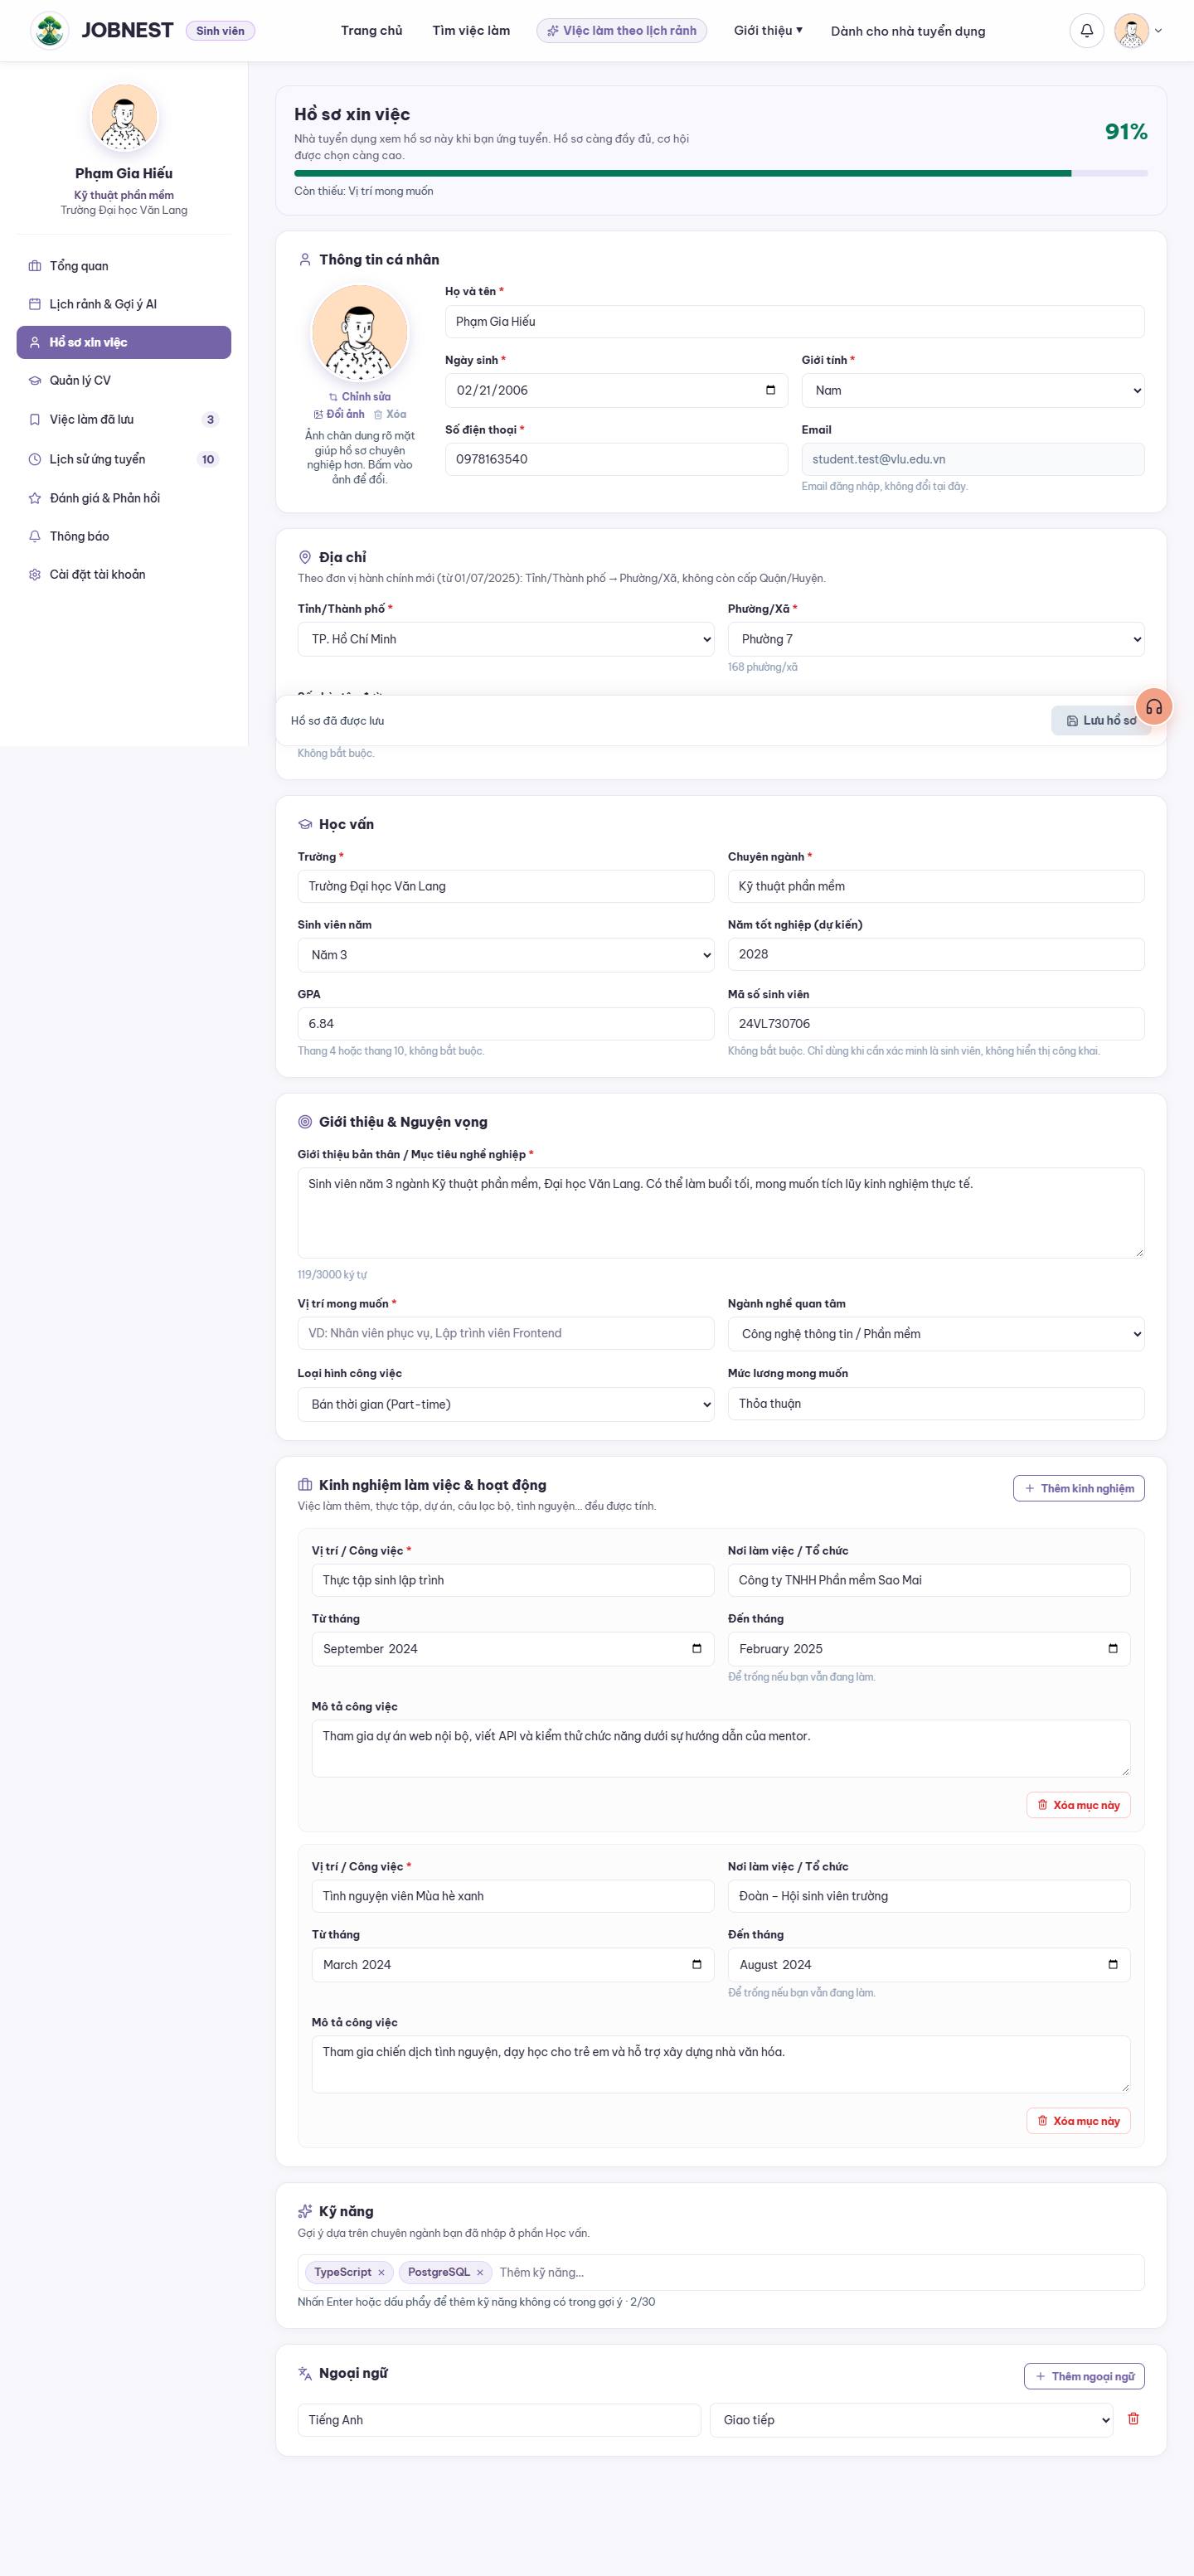 JOBNEST
Sinh viên
Trang chủ
Tìm việc làm
Việc làm theo lịch rảnh
Giới thiệu ▼
Dành cho nhà tuyển dụng
Phạm Gia Hiếu
Kỹ thuật phần mềm
Trường Đại học Văn Lang
Tổng quan
Lịch rảnh & Gợi ý AI
Hồ sơ xin việc
Quản lý CV
Việc làm đã lưu 3
Lịch sử ứng tuyển 10
Đánh giá & Phản hồi
Thông báo
Cài đặt tài khoản
Hồ sơ xin việc
Nhà tuyển dụng xem hồ sơ này khi bạn ứng tuyển. Hồ sơ càng đầy đủ, cơ hội
được chọn càng cao.
91%
Còn thiếu: Vị trí mong muốn
Thông tin cá nhân
Chỉnh sửa
Đổi ảnh Xóa
Ảnh chân dung rõ mặt
giúp hồ sơ chuyên
nghiệp hơn. Bấm vào
ảnh để đổi.
Họ và tên *
Phạm Gia Hiếu
Ngày sinh * Giới tính *
02/21/2006 Nam
Số điện thoại * Email
0978163540 student.test@vlu.edu.vn
Email đăng nhập, không đổi tại đây.
Địa chỉ
Theo đơn vị hành chính mới (từ 01/07/2025): Tỉnh/Thành phố → Phường/Xã, không còn cấp Quận/Huyện.
Tỉnh/Thành phố * Phường/Xã *
TP. Hồ Chí Minh Phường 7
168 phường/xã
Hồ sơ đã được lưu
Lưu hồ sơ
Không bắt buộc.
Học vấn
Trường * Chuyên ngành *
Trường Đại học Văn Lang Kỹ thuật phần mềm
Sinh viên năm Năm tốt nghiệp (dự kiến)
Năm 3 2028
GPA Mã số sinh viên
6.84 24VL730706
Thang 4 hoặc thang 10, không bắt buộc. Không bắt buộc. Chỉ dùng khi cần xác minh là sinh viên, không hiển thị công khai.
Giới thiệu & Nguyện vọng
Giới thiệu bản thân / Mục tiêu nghề nghiệp *
Sinh viên năm 3 ngành Kỹ thuật phần mềm, Đại học Văn Lang. Có thể làm buổi tối, mong muốn tích lũy kinh nghiệm thực tế.
119/3000 ký tự
Vị trí mong muốn * Ngành nghề quan tâm
VD: Nhân viên phục vụ, Lập trình viên Frontend Công nghệ thông tin / Phần mềm
Loại hình công việc Mức lương mong muốn
Bán thời gian (Part-time) Thỏa thuận
Kinh nghiệm làm việc & hoạt động
Thêm kinh nghiệm
Việc làm thêm, thực tập, dự án, câu lạc bộ, tình nguyện... đều được tính.
Vị trí / Công việc * Nơi làm việc / Tổ chức
Thực tập sinh lập trình Công ty TNHH Phần mềm Sao Mai
Từ tháng Đến tháng
September 2024 February 2025
Để trống nếu bạn vẫn đang làm.
Mô tả công việc
Tham gia dự án web nội bộ, viết API và kiểm thử chức năng dưới sự hướng dẫn của mentor.
Xóa mục này
Vị trí / Công việc * Nơi làm việc / Tổ chức
Tình nguyện viên Mùa hè xanh Đoàn – Hội sinh viên trường
Từ tháng Đến tháng
March 2024 August 2024
Để trống nếu bạn vẫn đang làm.
Mô tả công việc
Tham gia chiến dịch tình nguyện, dạy học cho trẻ em và hỗ trợ xây dựng nhà văn hóa.
Xóa mục này
Kỹ năng
Gợi ý dựa trên chuyên ngành bạn đã nhập ở phần Học vấn.
TypeScript × PostgreSQL × Thêm kỹ năng...
Nhấn Enter hoặc dấu phẩy để thêm kỹ năng không có trong gợi ý · 2/30
Ngoại ngữ
Thêm ngoại ngữ
Tiếng Anh Giao tiếp